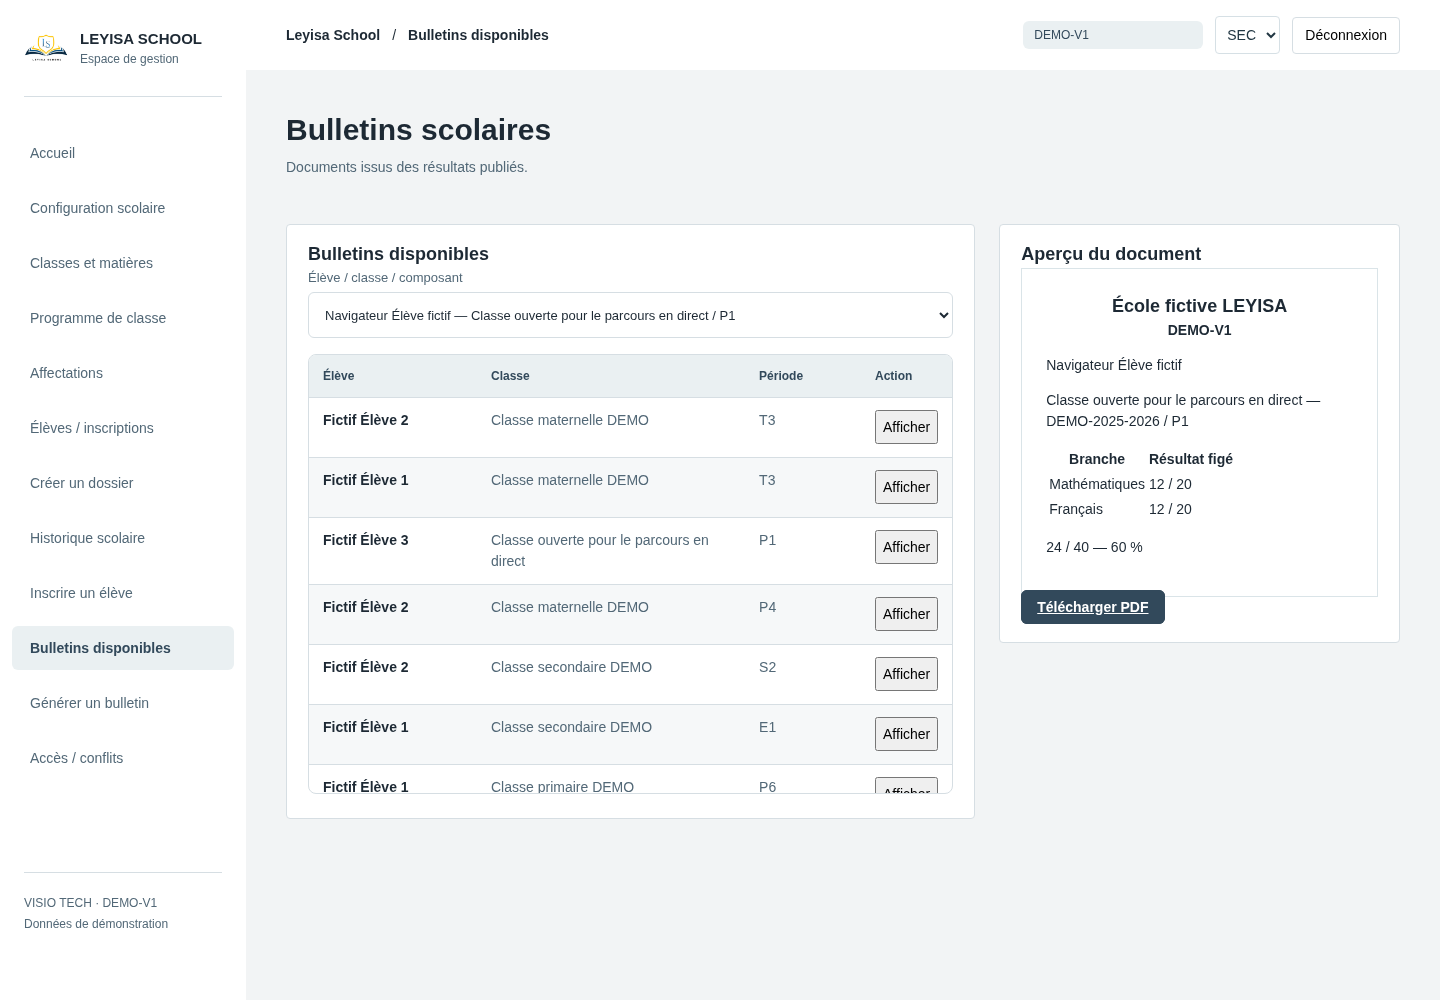 LEYISA SCHOOL
Espace de gestion
Accueil
Configuration scolaire
Classes et matières
Programme de classe
Affectations
Élèves / inscriptions
Créer un dossier
Historique scolaire
Inscrire un élève
Bulletins disponibles
Générer un bulletin
Accès / conflits
VISIO TECH · DEMO-V1
Données de démonstration
Leyisa School / Bulletins disponibles
DEMO-V1
SEC
Déconnexion
Bulletins scolaires
Documents issus des résultats publiés.
Bulletins disponibles
Élève / classe / composant
Navigateur Élève fictif — Classe ouverte pour le parcours en direct / P1
Élève Classe Période Action
Fictif Élève 2 Classe maternelle DEMO T3 Afficher
Fictif Élève 1 Classe maternelle DEMO T3 Afficher
Fictif Élève 3 Classe ouverte pour le parcours en P1 Afficher
direct
Fictif Élève 2 Classe maternelle DEMO P4 Afficher
Fictif Élève 2 Classe secondaire DEMO S2 Afficher
Fictif Élève 1 Classe secondaire DEMO E1 Afficher
Fictif Élève 1 Classe primaire DEMO P6 Afficher
Aperçu du document
École fictive LEYISA
DEMO-V1
Navigateur Élève fictif
Classe ouverte pour le parcours en direct —
DEMO-2025-2026 / P1
Branche Résultat figé
Mathématiques 12 / 20
Français 12 / 20
24 / 40 — 60 %
Télécharger PDF